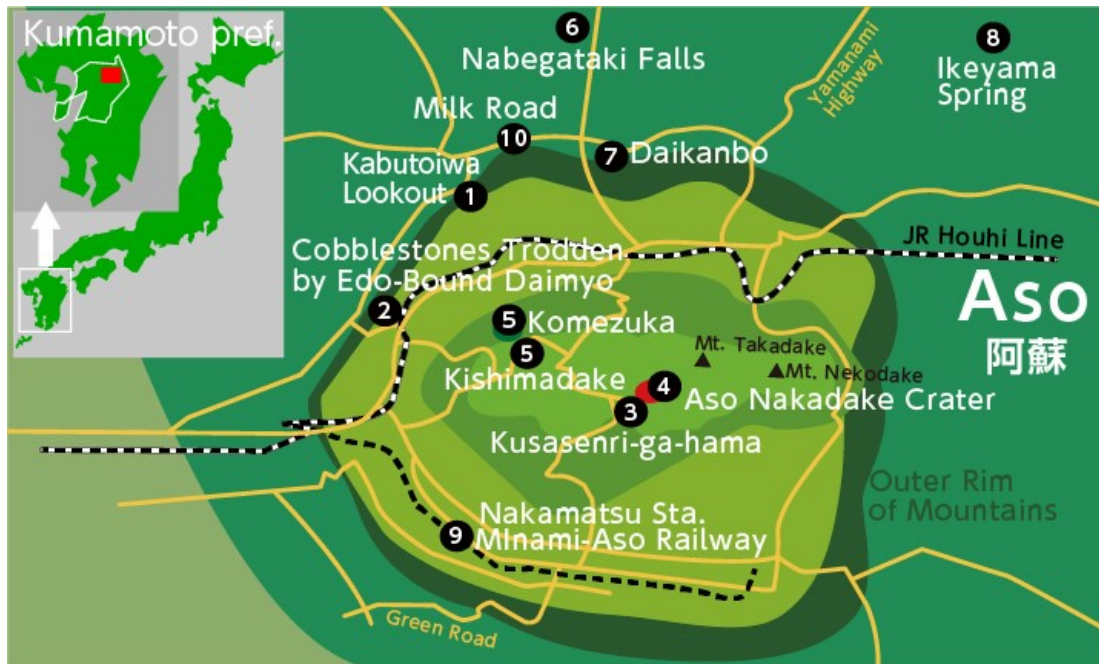 Kumamoto pref.
6
Nabegataki Falls
8
Ikeyama
Spring
Yamanami
Highway
Milk Road
10
7
Daikanbo
Kabutoiwa
Lookout
1
JR Houhi Line
Cobblestones Trodden
by Edo-Bound Daimyo
2
Aso
阿蘇
5
Komezuka
5
Kishimadake
Mt. Takadake
Mt. Nekodake
4
Aso Nakadake Crater
3
Kusasenri-ga-hama
Outer Rim
of Mountains
Nakamatsu Sta.
9
MInami-Aso Railway
Green Road